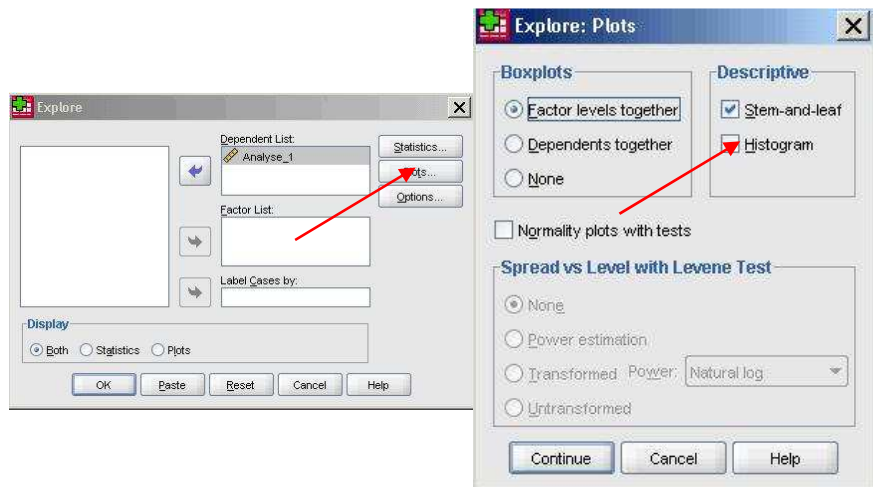 Explore
Dependent List:
Analyse_1
Factor List:
Label Cases by:
Statistics...
Options...
Display
Both Statistics Plots
OK Paste Reset Cancel Help
Explore: Plots
Boxplots
Factor levels together
Dependents together
None
Descriptive
Stem-and-leaf
Histogram
Normality plots with tests
Spread vs Level with Levene Test
None
Power estimation
Transformed Power: Natural log
Untransformed
Continue Cancel Help